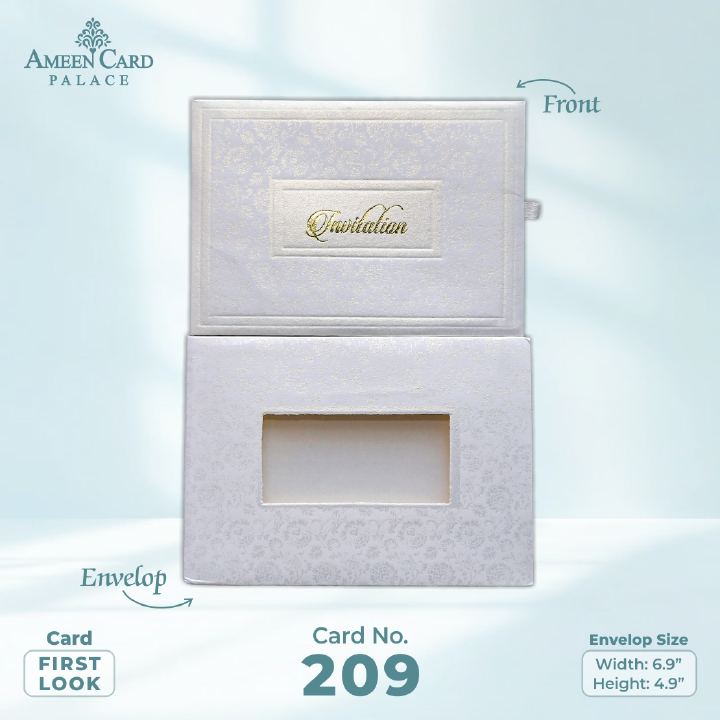 AMEEN CARD
PALACE
Front
Invitation
Envelop
Card
FIRST
LOOK
Card No.
209
Envelop Size
Width: 6.9”
Height: 4.9”